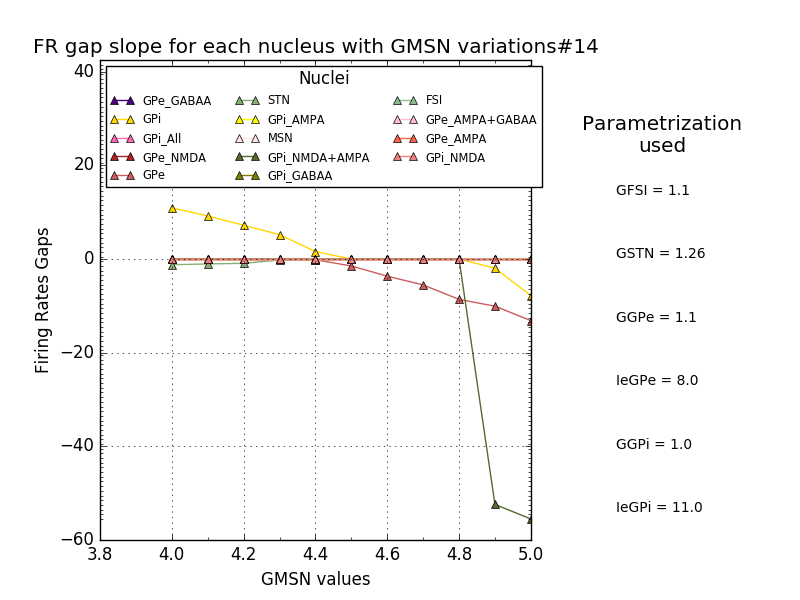 FR gap slope for each nucleus with GMSN variations#14
Nuclei
GPe_GABAA
GPi
GPi_All
GPe_NMDA
GPe
STN
GPi_AMPA
MSN
GPi_NMDA+AMPA
GPi_GABAA
FSI
GPe_AMPA+GABAA
GPe_AMPA
GPi_NMDA
40
20
0
−20
−40
−60
Firing Rates Gaps
3.8 4.0 4.2 4.4 4.6 4.8 5.0
GMSN values
Parametrization
used
GFSI = 1.1
GSTN = 1.26
GGPe = 1.1
IeGPe = 8.0
GGPi = 1.0
IeGPi = 11.0